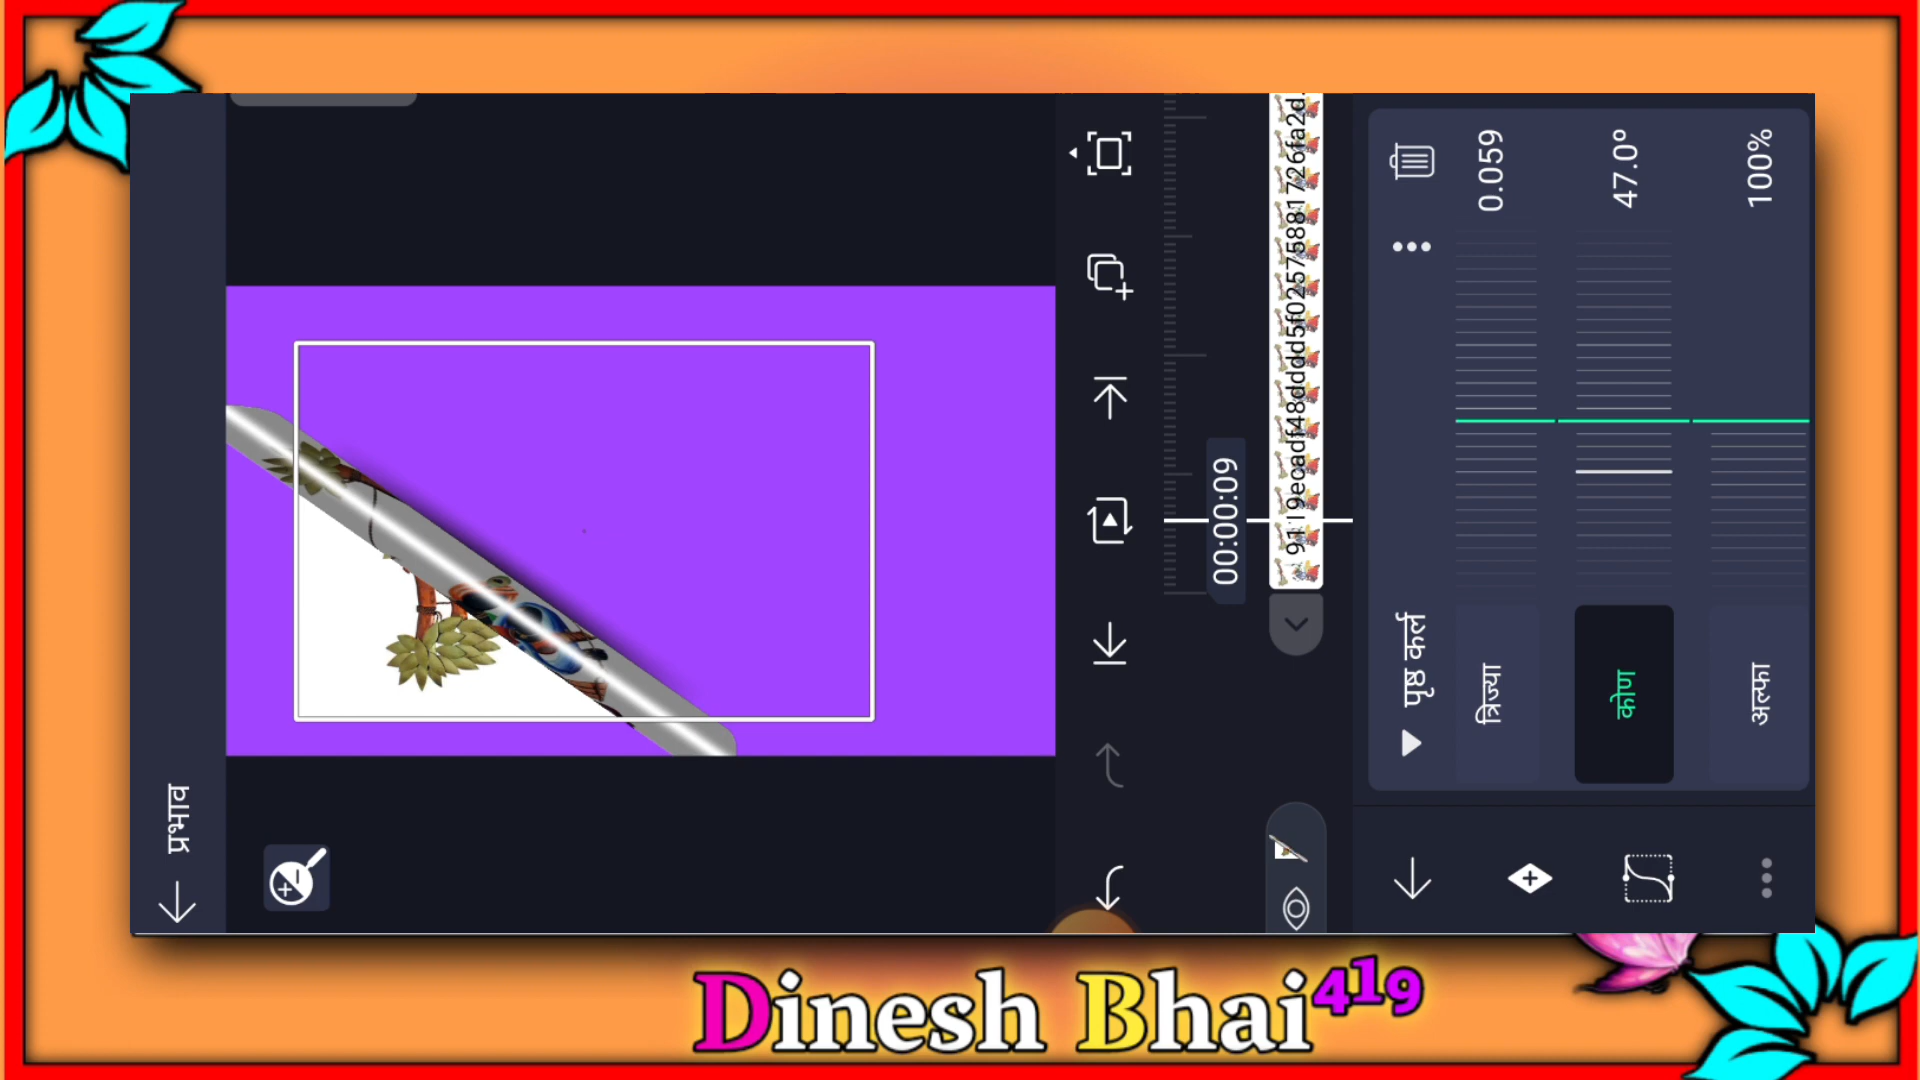 प्रभाव
00:00:09
पृष्ठ कर्ल
त्रिज्या 0.059
कोण 47.0°
अल्फा 100%
Dinesh Bhai419